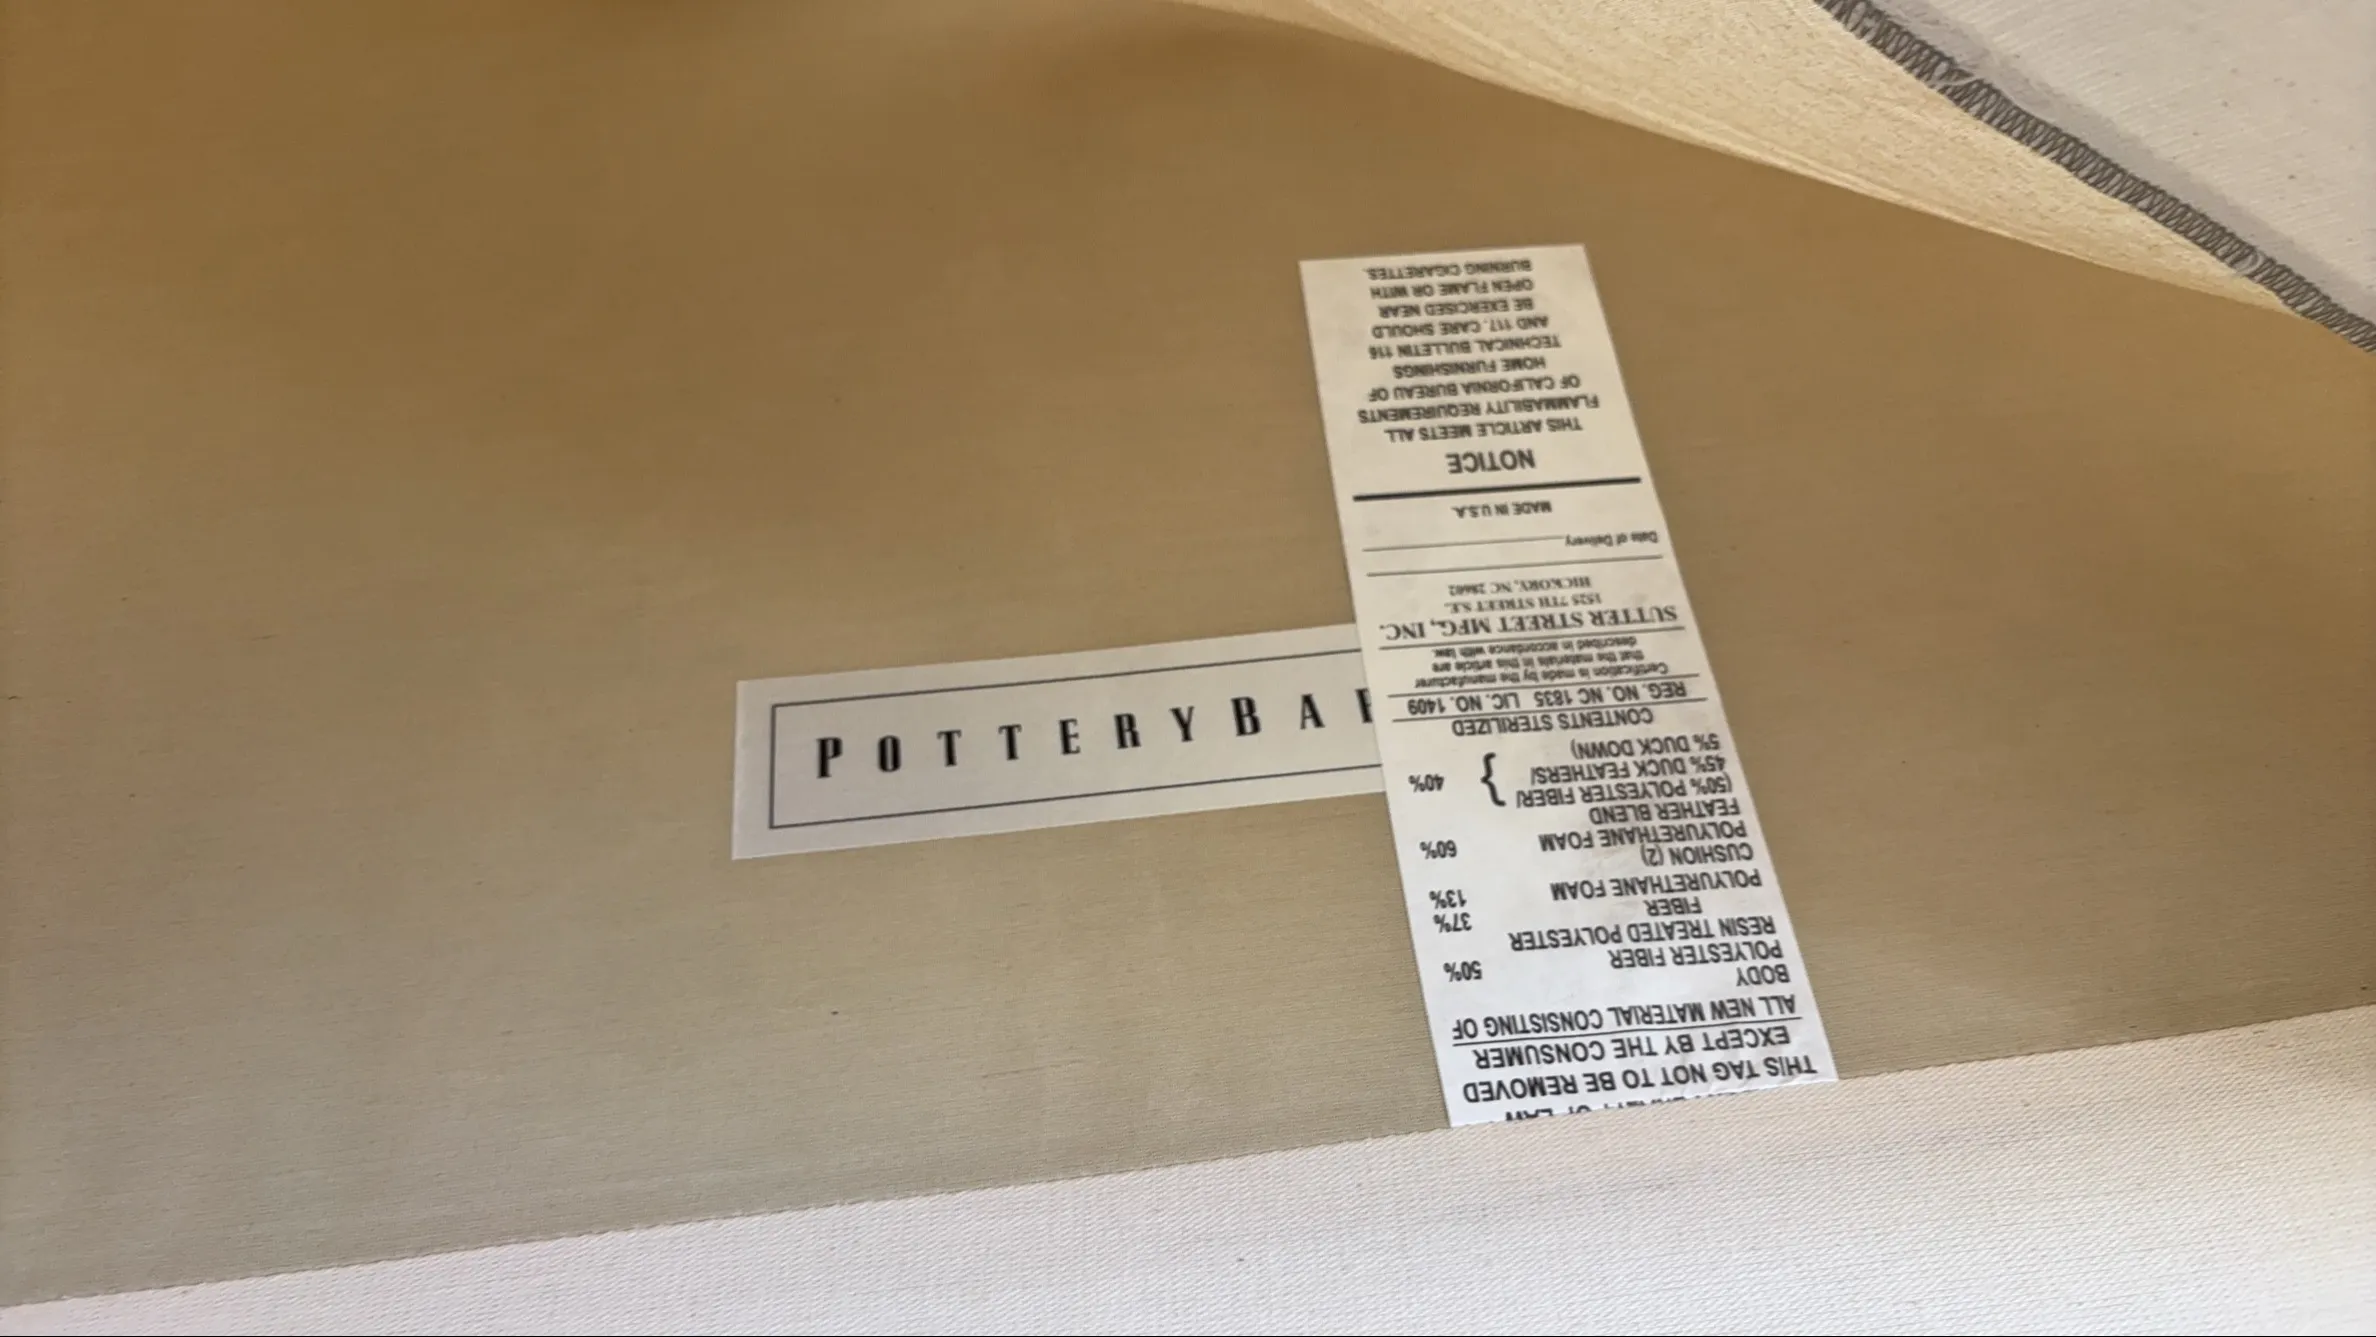 POTTERYBAR
THIS TAG NOT TO BE REMOVED
EXCEPT BY THE CONSUMER
ALL NEW MATERIAL CONSISTING OF
BODY
POLYESTER FIBER 50%
RESIN TREATED POLYESTER
FIBER 37%
POLYURETHANE FOAM 13%
CUSHION (2)
POLYURETHANE FOAM 60%
FEATHER BLEND
(50% POLYESTER FIBER/
45% DUCK FEATHERS/ } 40%
5% DUCK DOWN)
CONTENTS STERILIZED
REG. NO. NC 1835 LIC. NO. 1409
Certification is made by the manufacturer
that the materials in this article are
described in accordance with law.
SUTTER STREET MFG., INC.
1525 7TH STREET S.E.
HICKORY, NC 28602
Date of Delivery
MADE IN U.S.A.
NOTICE
THIS ARTICLE MEETS ALL
FLAMMABILITY REQUIREMENTS
OF CALIFORNIA BUREAU OF
HOME FURNISHINGS
TECHNICAL BULLETIN 116
AND 117. CARE SHOULD
BE EXERCISED NEAR
OPEN FLAME OR WITH
BURNING CIGARETTES.